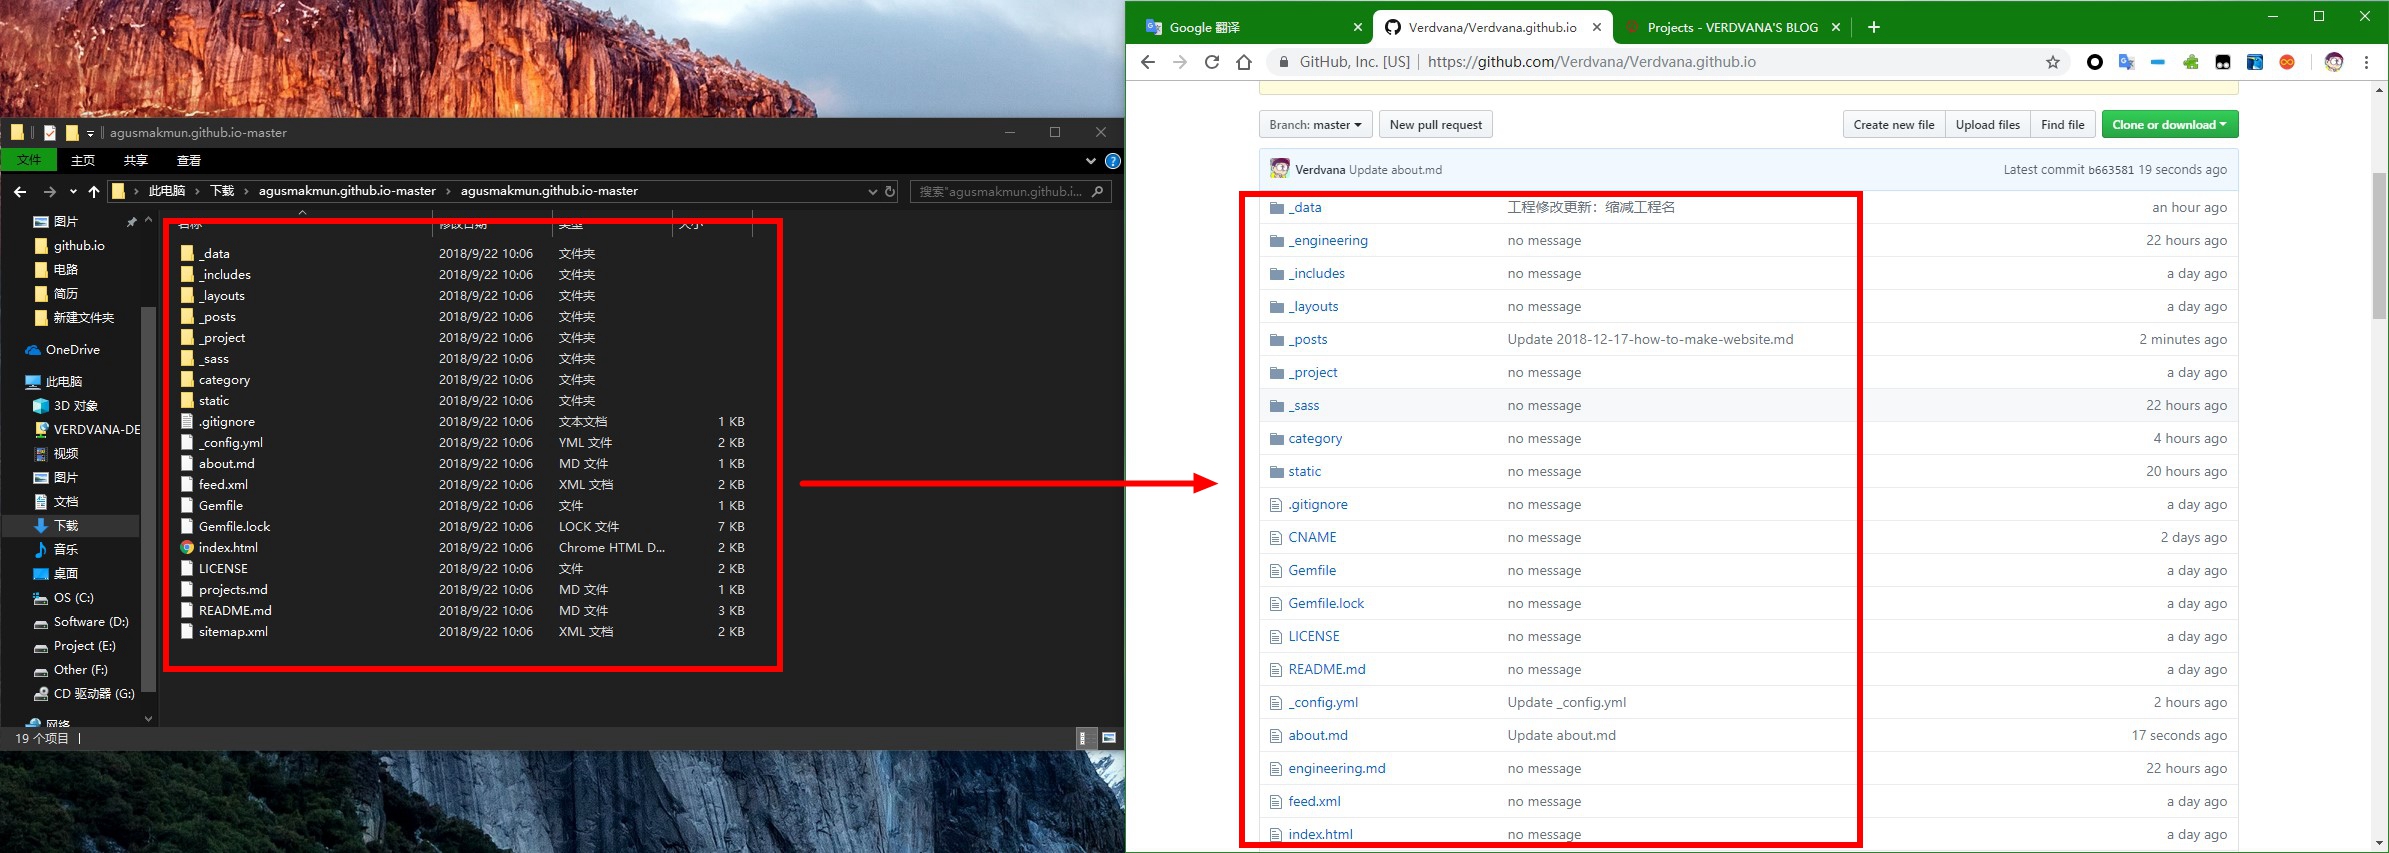 agusmakmun.github.io-master
文件 主页 共享 查看
此电脑 下载 agusmakmun.github.io-master agusmakmun.github.io-master
搜索"agusmakmun.github.i...
图片
github.io
电路
简历
新建文件夹
OneDrive
此电脑
3D 对象
VERDVANA-DE
视频
图片
文档
下载
音乐
桌面
OS (C:)
Software (D:)
Project (E:)
Other (F:)
CD 驱动器 (G:)
网络
19 个项目
名称 修改日期 类型 大小
_data 2018/9/22 10:06 文件夹
_includes 2018/9/22 10:06 文件夹
_layouts 2018/9/22 10:06 文件夹
_posts 2018/9/22 10:06 文件夹
_project 2018/9/22 10:06 文件夹
_sass 2018/9/22 10:06 文件夹
category 2018/9/22 10:06 文件夹
static 2018/9/22 10:06 文件夹
.gitignore 2018/9/22 10:06 文本文档 1 KB
_config.yml 2018/9/22 10:06 YML 文件 2 KB
about.md 2018/9/22 10:06 MD 文件 1 KB
feed.xml 2018/9/22 10:06 XML 文档 2 KB
Gemfile 2018/9/22 10:06 文件 1 KB
Gemfile.lock 2018/9/22 10:06 LOCK 文件 7 KB
index.html 2018/9/22 10:06 Chrome HTML D... 2 KB
LICENSE 2018/9/22 10:06 文件 2 KB
projects.md 2018/9/22 10:06 MD 文件 1 KB
README.md 2018/9/22 10:06 MD 文件 3 KB
sitemap.xml 2018/9/22 10:06 XML 文档 2 KB
Google 翻译 Verdvana/Verdvana.github.io Projects - VERDVANA'S BLOG
GitHub, Inc. [US] https://github.com/Verdvana/Verdvana.github.io
Branch: master New pull request Create new file Upload files Find file Clone or download
Verdvana Update about.md Latest commit b663581 19 seconds ago
_data 工程修改更新：缩减工程名 an hour ago
_engineering no message 22 hours ago
_includes no message a day ago
_layouts no message a day ago
_posts Update 2018-12-17-how-to-make-website.md 2 minutes ago
_project no message a day ago
_sass no message 22 hours ago
category no message 4 hours ago
static no message 20 hours ago
.gitignore no message a day ago
CNAME no message 2 days ago
Gemfile no message a day ago
Gemfile.lock no message a day ago
LICENSE no message a day ago
README.md no message a day ago
_config.yml Update _config.yml 2 hours ago
about.md Update about.md 17 seconds ago
engineering.md no message 22 hours ago
feed.xml no message a day ago
index.html no message a day ago